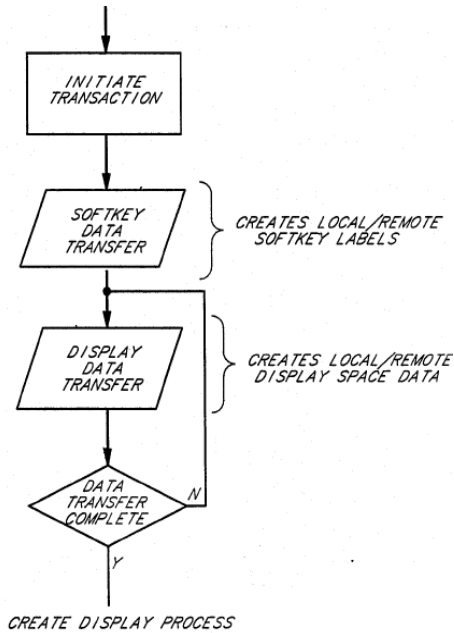 INITIATE
TRANSACTION
SOFTKEY
DATA
TRANSFER
CREATES LOCAL/REMOTE
SOFTKEY LABELS
DISPLAY
DATA
TRANSFER
CREATES LOCAL/REMOTE
DISPLAY SPACE DATA
DATA
TRANSFER
COMPLETE
N
Y
CREATE DISPLAY PROCESS